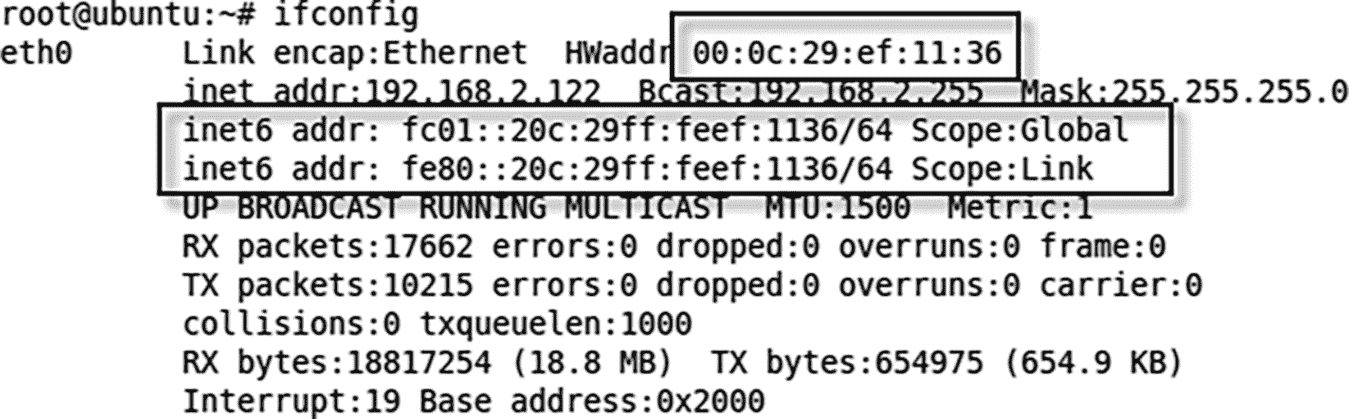 root@ubuntu:~# ifconfig
eth0 Link encap:Ethernet HWaddr 00:0c:29:ef:11:36
inet addr:192.168.2.122 Bcast:192.168.2.255 Mask:255.255.255.0
inet6 addr: fc01::20c:29ff:feef:1136/64 Scope:Global
inet6 addr: fe80::20c:29ff:feef:1136/64 Scope:Link
UP BROADCAST RUNNING MULTICAST MTU:1500 Metric:1
RX packets:17662 errors:0 dropped:0 overruns:0 frame:0
TX packets:10215 errors:0 dropped:0 overruns:0 carrier:0
collisions:0 txqueuelen:1000
RX bytes:18817254 (18.8 MB) TX bytes:654975 (654.9 KB)
Interrupt:19 Base address:0x2000